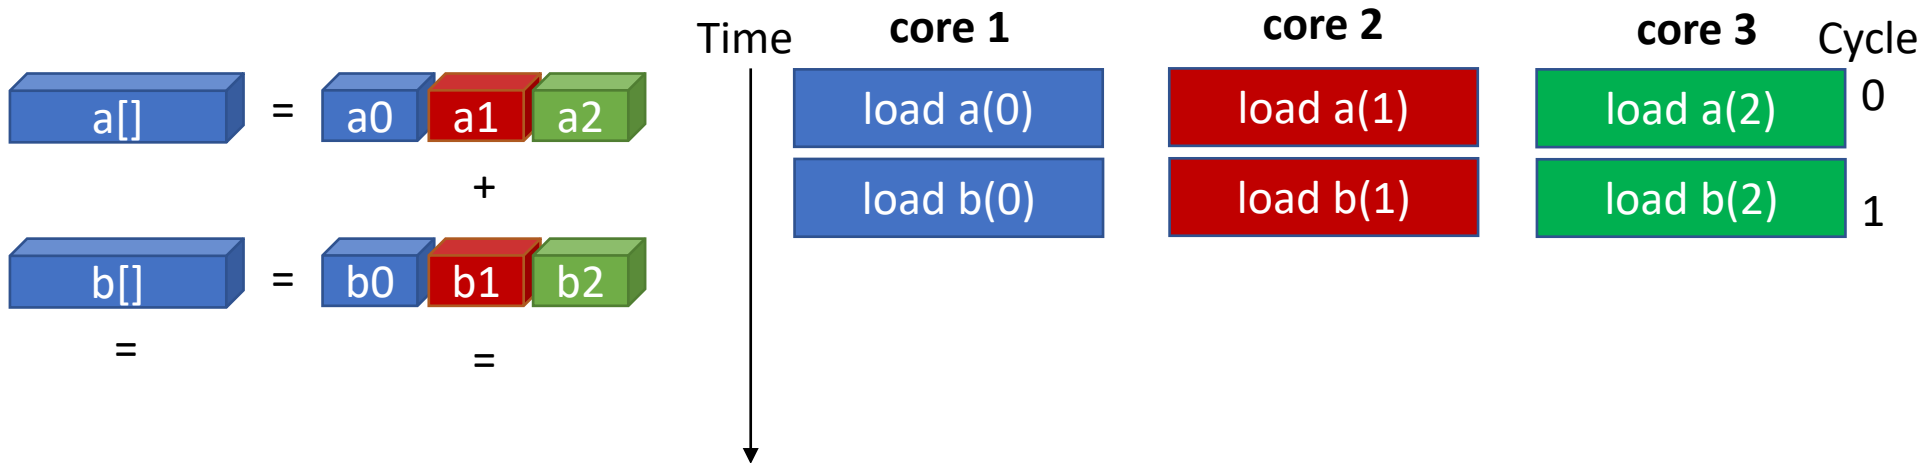 Time core 1 core 2 core 3 Cycle
a[] = a0 a1 a2 load a(0) load a(1) load a(2) 0
+
load b(0) load b(1) load b(2) 1
b[] = b0 b1 b2
= =